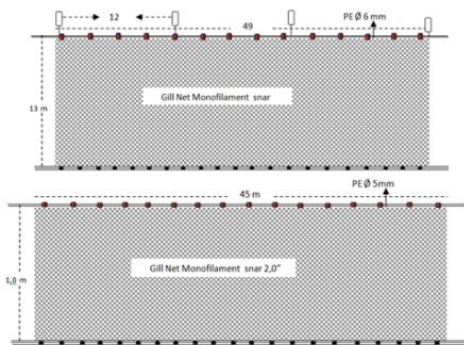 12
49
PE Ø 6 mm
13 m
Gill Net Monofilament snar
45 m
PE Ø 5mm
1,0 m
Gill Net Monofilament snar 2,0"